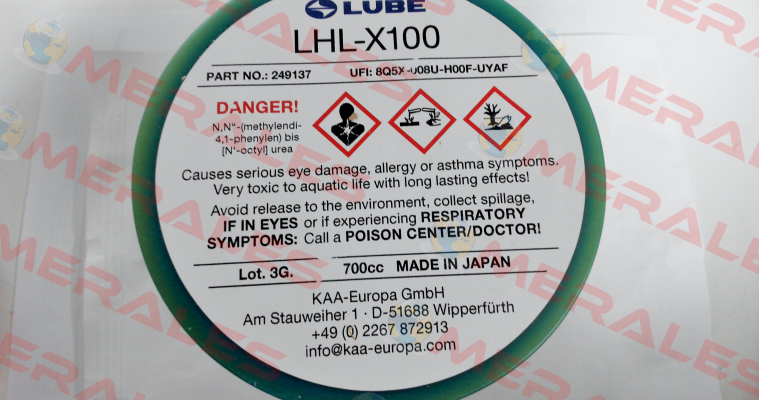 LUBE
LHL-X100
PART NO.: 249137 UFI: 8Q5X-008U-H00F-UYAF
DANGER!
N,N"-(methylendi-
4,1-phenylen) bis
[N'-octyl] urea
Causes serious eye damage, allergy or asthma symptoms.
Very toxic to aquatic life with long lasting effects!
Avoid release to the environment, collect spillage,
IF IN EYES or if experiencing RESPIRATORY
SYMPTOMS: Call a POISON CENTER/DOCTOR!
Lot. 3G. 700cc MADE IN JAPAN
KAA-Europa GmbH
Am Stauweiher 1 · D-51688 Wipperfürth
+49 (0) 2267 872913
info@kaa-europa.com
MERALES
MERALES
MERALES
MERALES
MERALES